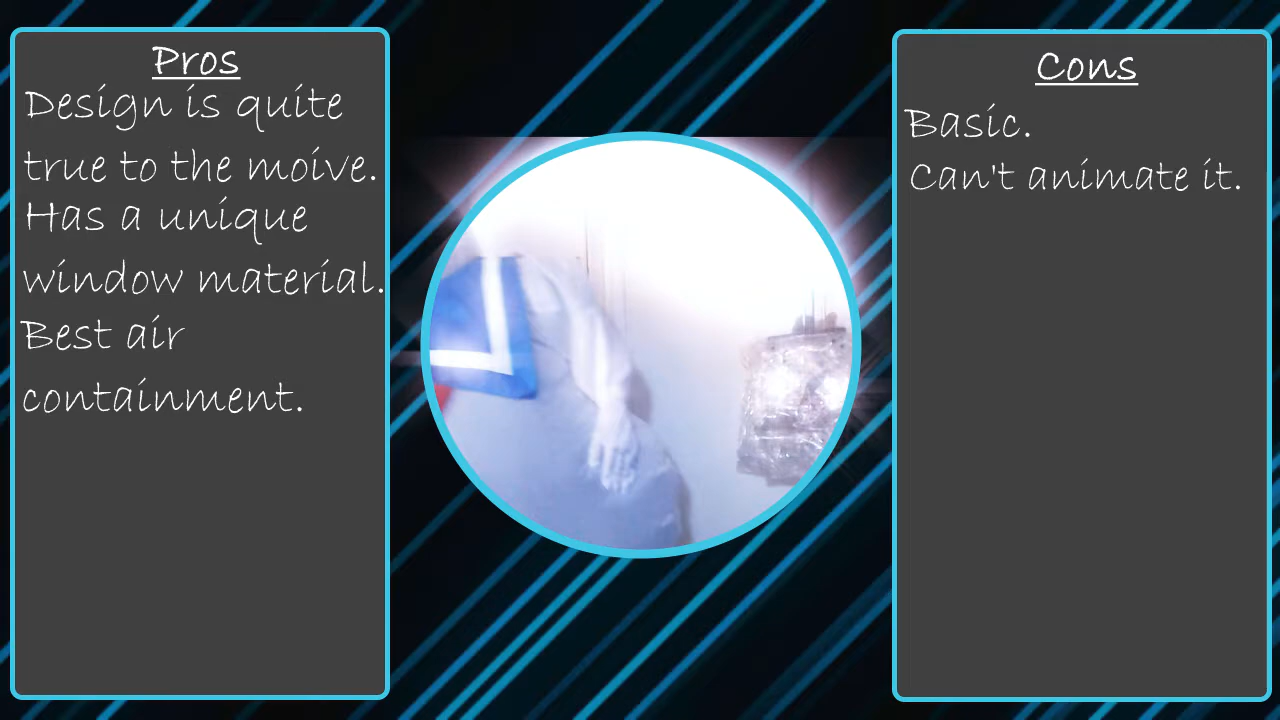 Pros
Design is quite
true to the moive.
Has a unique
window material.
Best air
containment.
Cons
Basic.
Can't animate it.